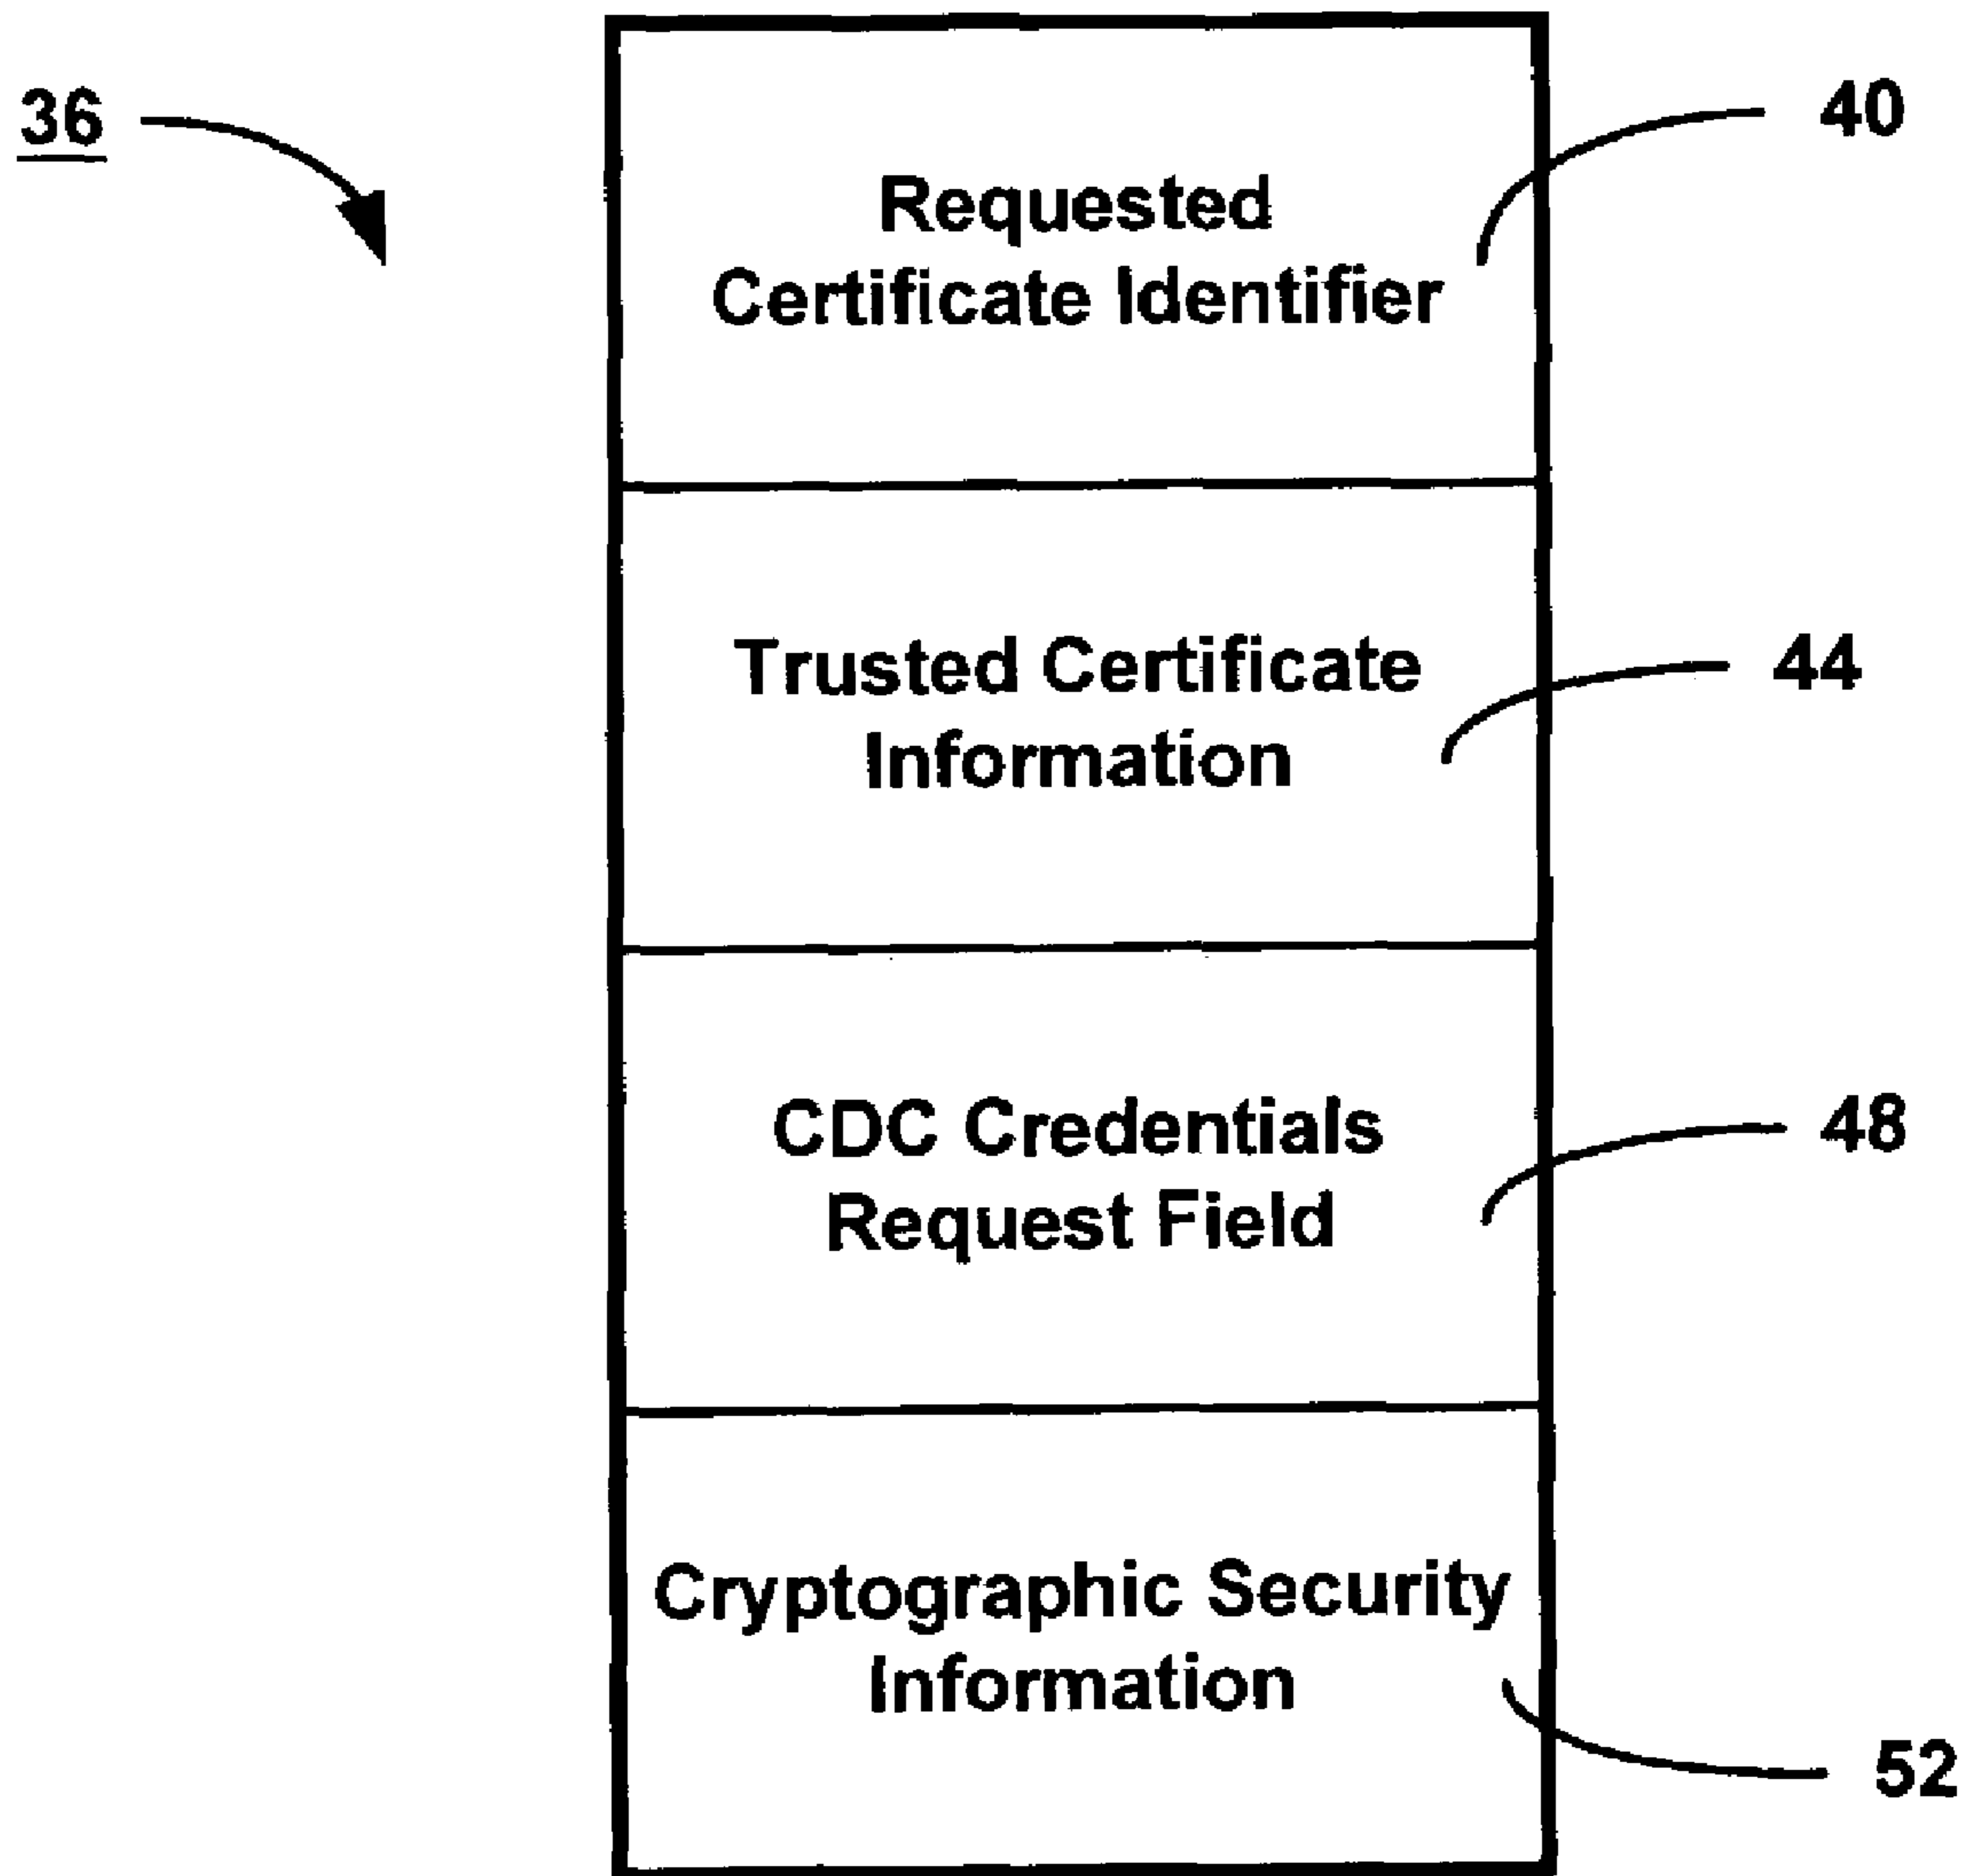 36
40
Requested
Certificate Identifier
Trusted Certificate
Information
44
CDC Credentials
Request Field
48
Cryptographic Security
Information
52